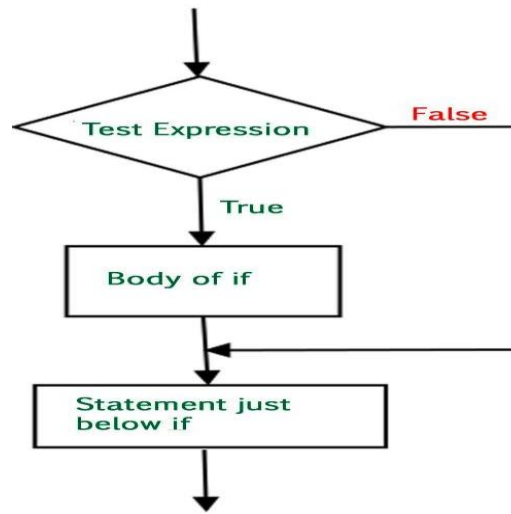 Test Expression
False
True
Body of if
Statement just
below if